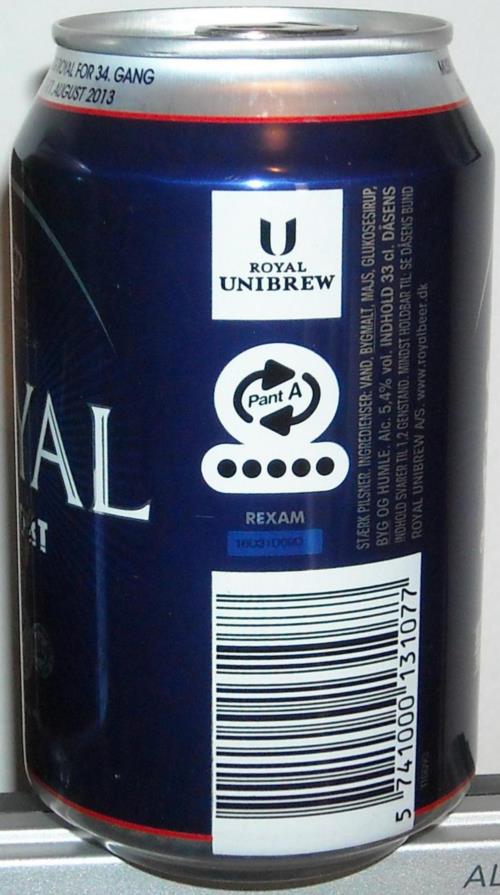 ROYAL FOR 34. GANG
AUGUST 2013
ROYAL
UNIBREW
Pant A
YAL
REXAM
STÆRK PILSNER. INGREDIENSER: VAND, BYGMALT, MAJS, GLUKOSESIRUP,
BYG OG HUMLE. Alc. 5,4% vol. INDHOLD 33 cl. DÅSENS
INDHOLD SVARER TIL 1,2 GENSTAND. MINDST HOLDBAR TIL: SE DÅSENS BUND
ROYAL UNIBREW A/S. www.royalbeer.dk
5 741000 131077